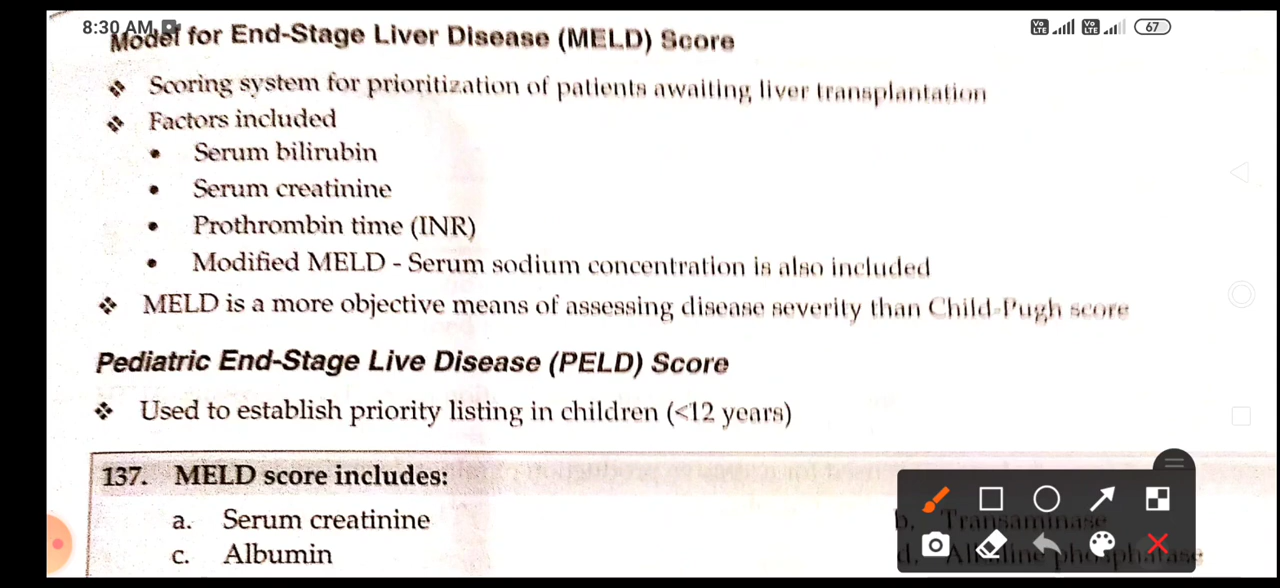 8:30 AM
67
Model for End-Stage Liver Disease (MELD) Score
❖ Scoring system for prioritization of patients awaiting liver transplantation
❖ Factors included
• Serum bilirubin
• Serum creatinine
• Prothrombin time (INR)
• Modified MELD - Serum sodium concentration is also included
❖ MELD is a more objective means of assessing disease severity than Child-Pugh score
Pediatric End-Stage Live Disease (PELD) Score
❖ Used to establish priority listing in children (<12 years)
137. MELD score includes:
a. Serum creatinine
b. Transaminase
c. Albumin
d. Alkaline phosphatase